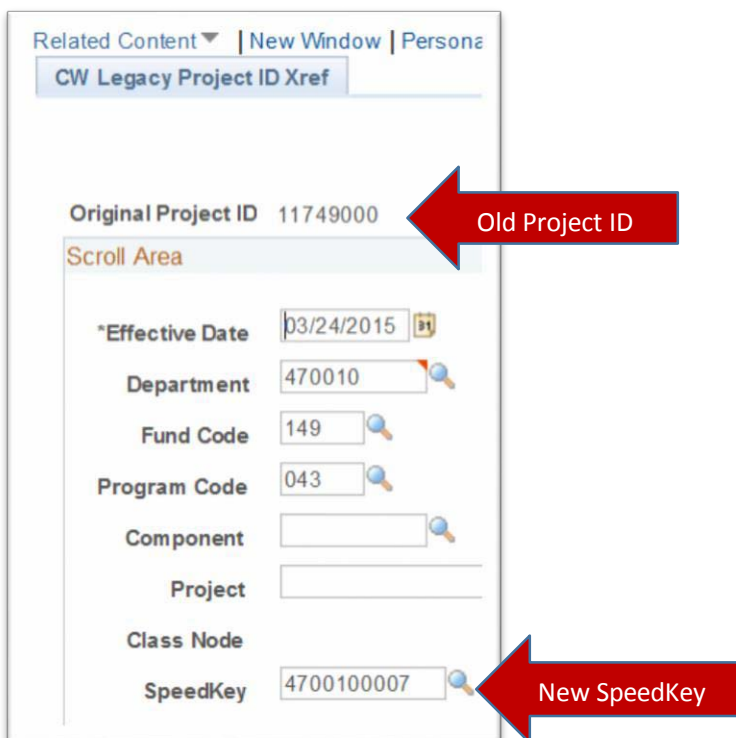 Related Content | New Window | Persona
CW Legacy Project ID Xref
Original Project ID 11749000
Old Project ID
Scroll Area
*Effective Date 03/24/2015 31
Department 470010
Fund Code 149
Program Code 043
Component
Project
Class Node
SpeedKey 4700100007
New SpeedKey